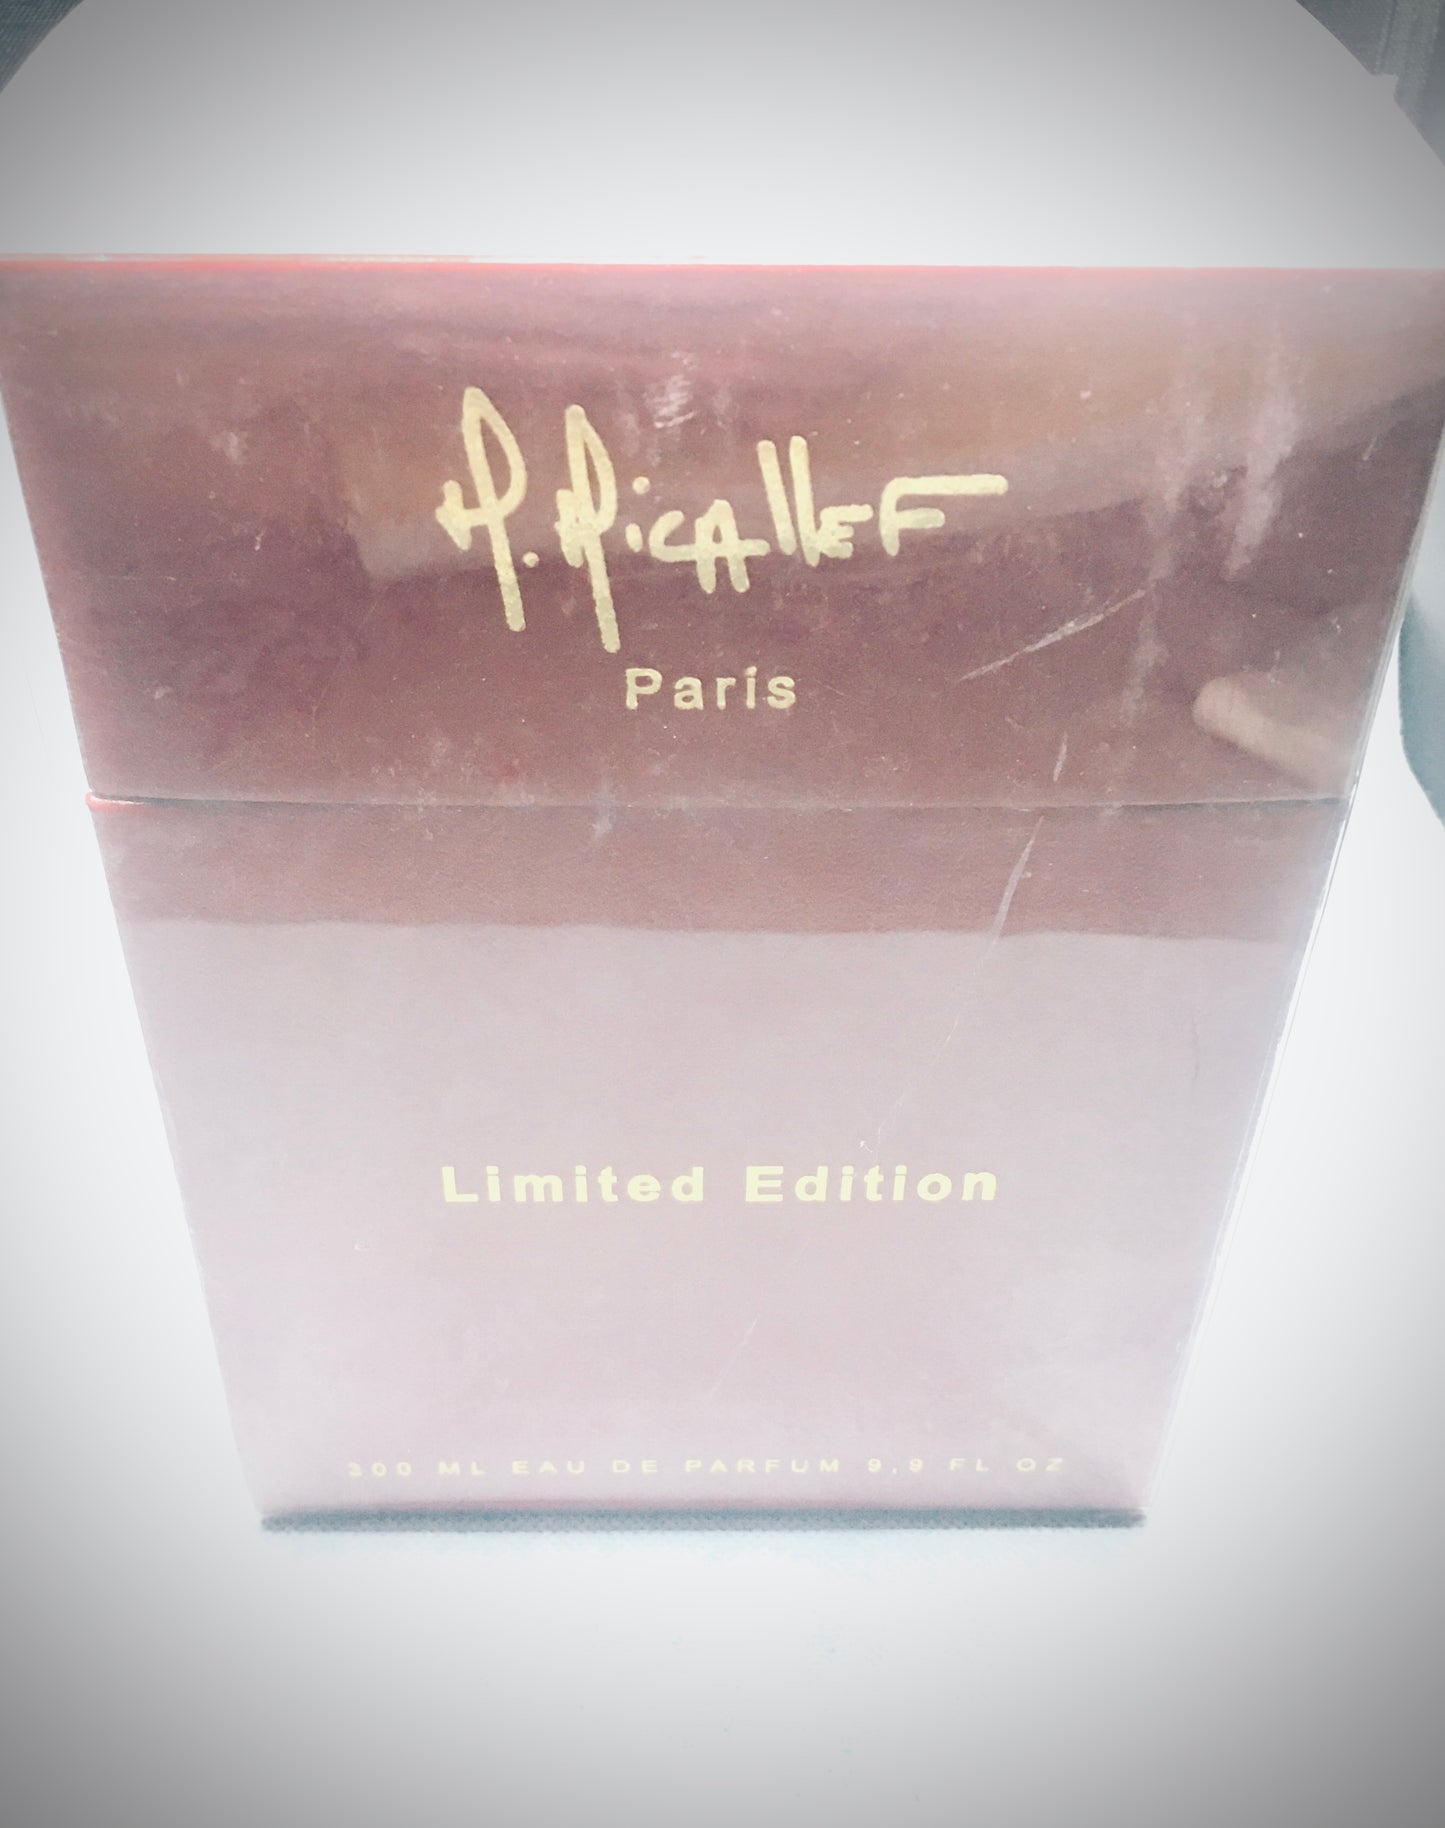 M. Micallef
Paris
Limited Edition
300 ML EAU DE PARFUM 9,9 FL OZ